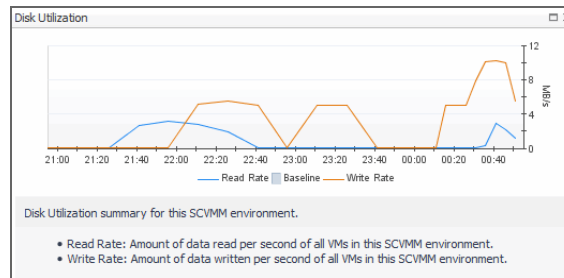 Disk Utilization
12
8
4
0
MB/s
21:00 21:20 21:40 22:00 22:20 22:40 23:00 23:20 23:40 00:00 00:20 00:40
Read Rate Baseline Write Rate
Disk Utilization summary for this SCVMM environment.
• Read Rate: Amount of data read per second of all VMs in this SCVMM environment.
• Write Rate: Amount of data written per second of all VMs in this SCVMM environment.